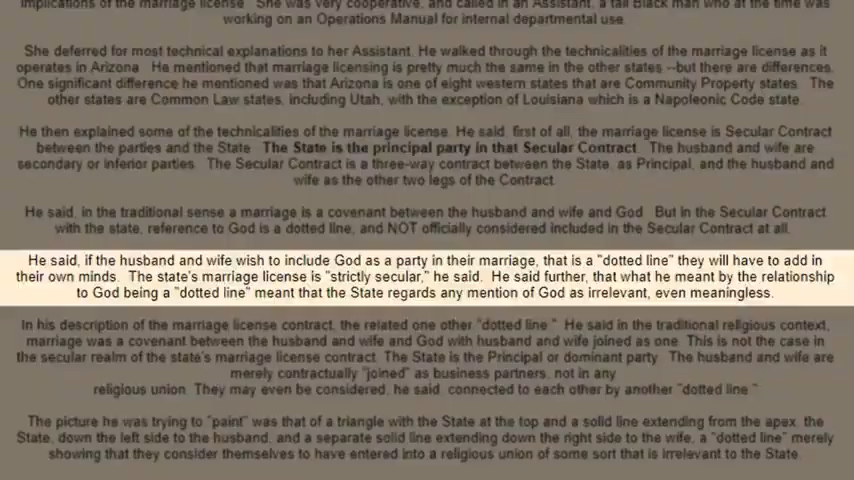 implications of the marriage license   She was very cooperative, and called in an Assistant, a tall Black man who at the time was
working on an Operations Manual for internal departmental use
She deferred for most technical explanations to her Assistant. He walked through the technicalities of the marriage license as it
operates in Arizona   He mentioned that marriage licensing is pretty much the same in the other states --but there are differences.
One significant difference he mentioned was that Arizona is one of eight western states that are Community Property states   The
other states are Common Law states, including Utah, with the exception of Louisiana which is a Napoleonic Code state.
He then explained some of the technicalities of the marriage license. He said, first of all, the marriage license is Secular Contract
between the parties and the State   The State is the principal party in that Secular Contract   The husband and wife are
secondary or inferior parties.  The Secular Contract is a three-way contract between the State, as Principal, and the husband and
wife as the other two legs of the Contract.
He said, in the traditional sense a marriage is a covenant between the husband and wife and God   But in the Secular Contract
with the state, reference to God is a dotted line, and NOT officially considered included in the Secular Contract at all.
He said, if the husband and wife wish to include God as a party in their marriage, that is a "dotted line" they will have to add in
their own minds.  The state's marriage license is "strictly secular," he said.  He said further, that what he meant by the relationship
to God being a "dotted line" meant that the State regards any mention of God as irrelevant, even meaningless.
In his description of the marriage license contract, the related one other "dotted line."  He said in the traditional religious context,
marriage was a covenant between the husband and wife and God with husband and wife joined as one. This is not the case in
the secular realm of the state's marriage license contract. The State is the Principal or dominant party   The husband and wife are
merely contractually "joined" as business partners, not in any
religious union. They may even be considered, he said, connected to each other by another "dotted line."
The picture he was trying to "paint" was that of a triangle with the State at the top and a solid line extending from the apex, the
State, down the left side to the husband, and a separate solid line extending down the right side to the wife, a "dotted line" merely
showing that they consider themselves to have entered into a religious union of some sort that is irrelevant to the State.